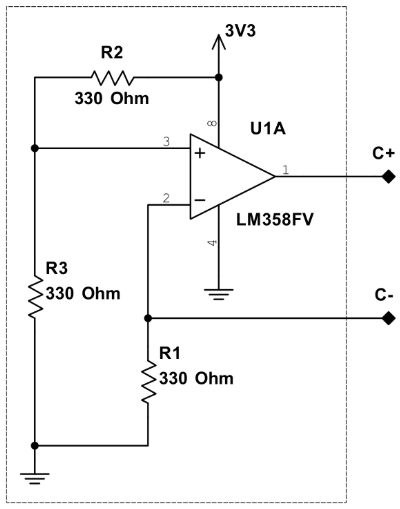 3V3
R2
330 Ohm
8
U1A
3
+
1
C+
2
−
LM358FV
4
R3
330 Ohm
C-
R1
330 Ohm